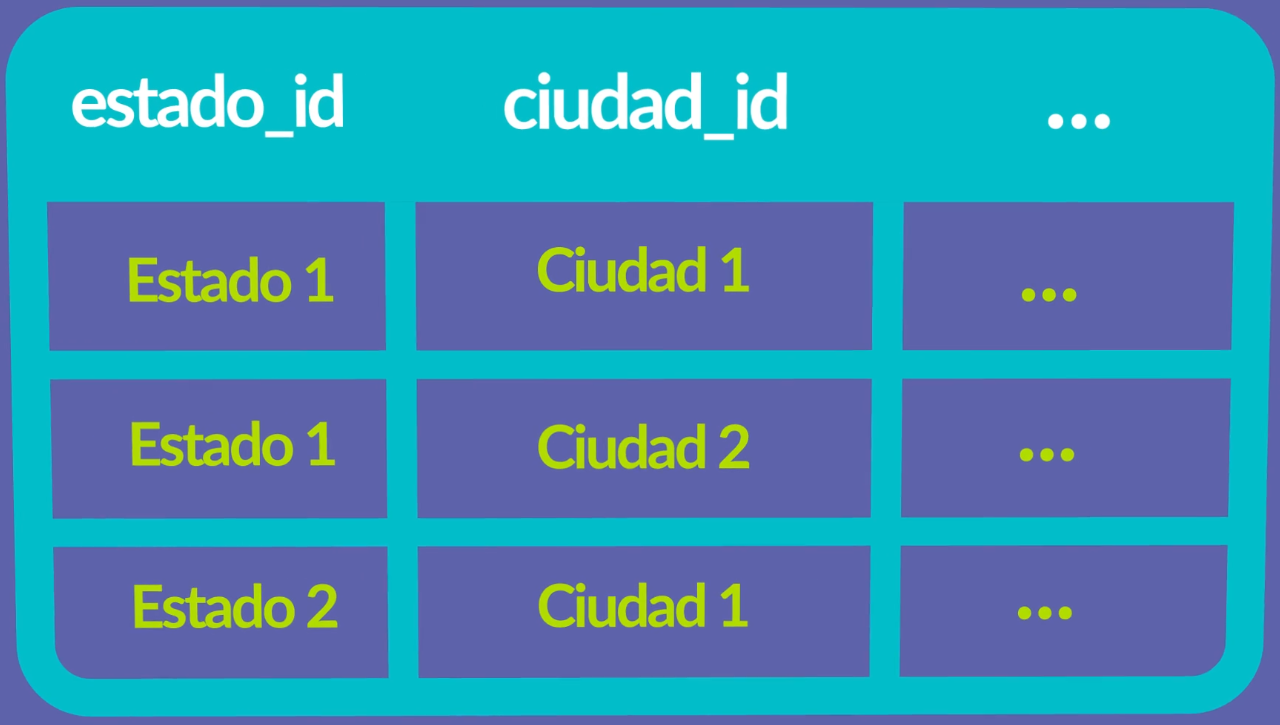 estado_id ciudad_id ...
Estado 1 Ciudad 1 ...
Estado 1 Ciudad 2 ...
Estado 2 Ciudad 1 ...